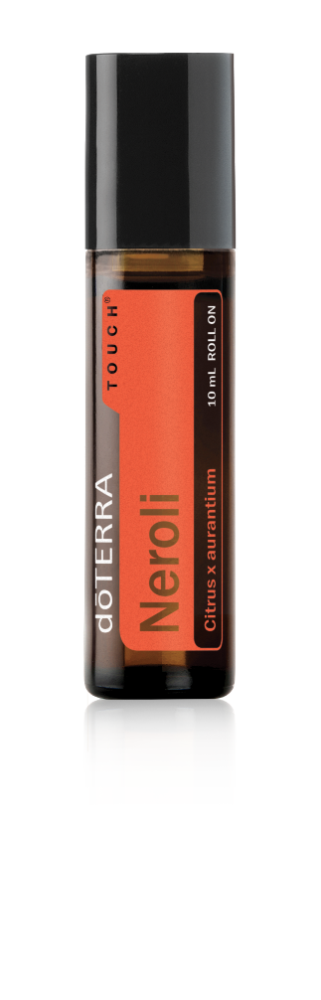 dōTERRA
TOUCH®
Neroli
Citrus x aurantium
10 mL ROLL ON